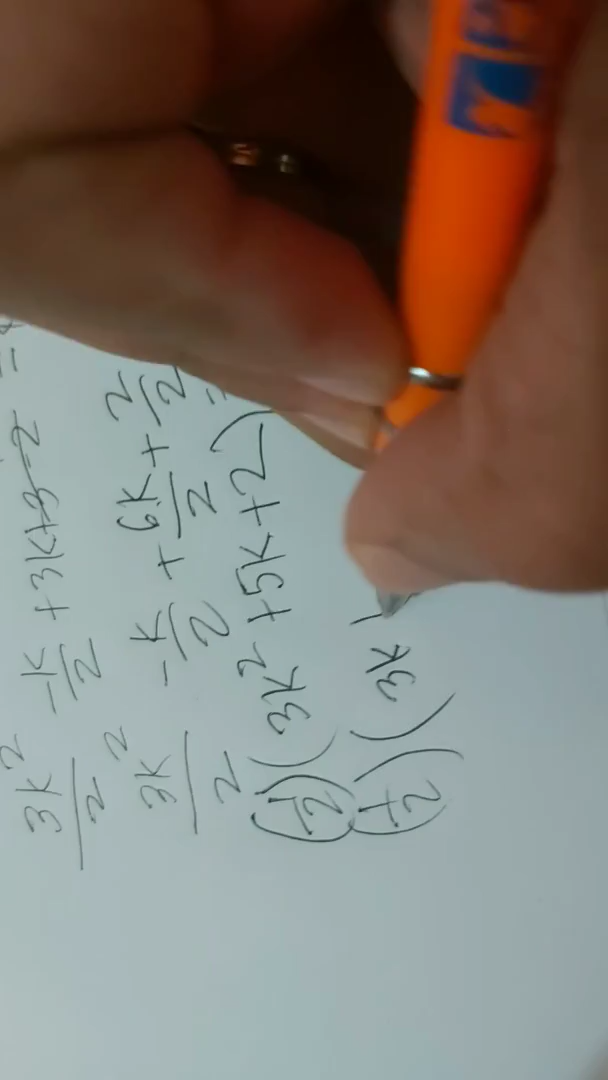 3k²/2 - k/2 + 3k + 3 - 2 =
3k²/2 - k/2 + 6k/2 + 2/2
(1/2)(3k² + 5k + 2) =
(1/2)(3k